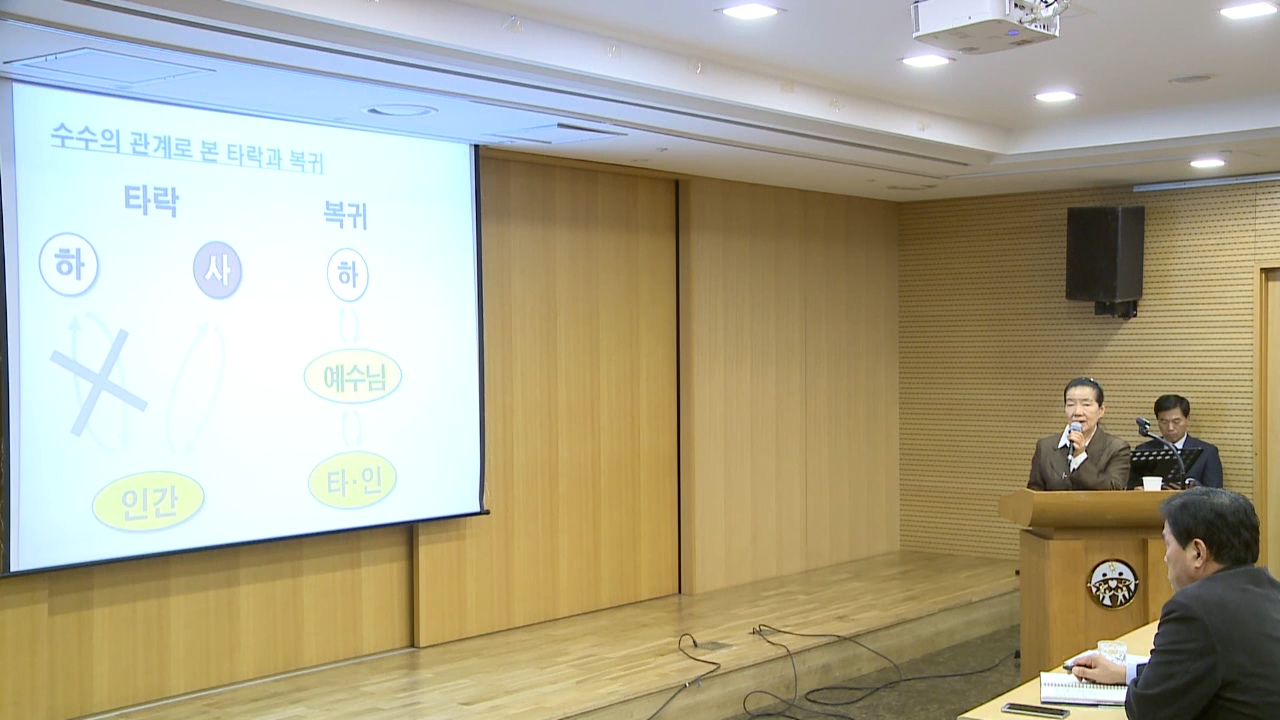 수수의 관계로 본 타락과 복귀
타락
복귀
하
사
하
예수님
인간
타·인